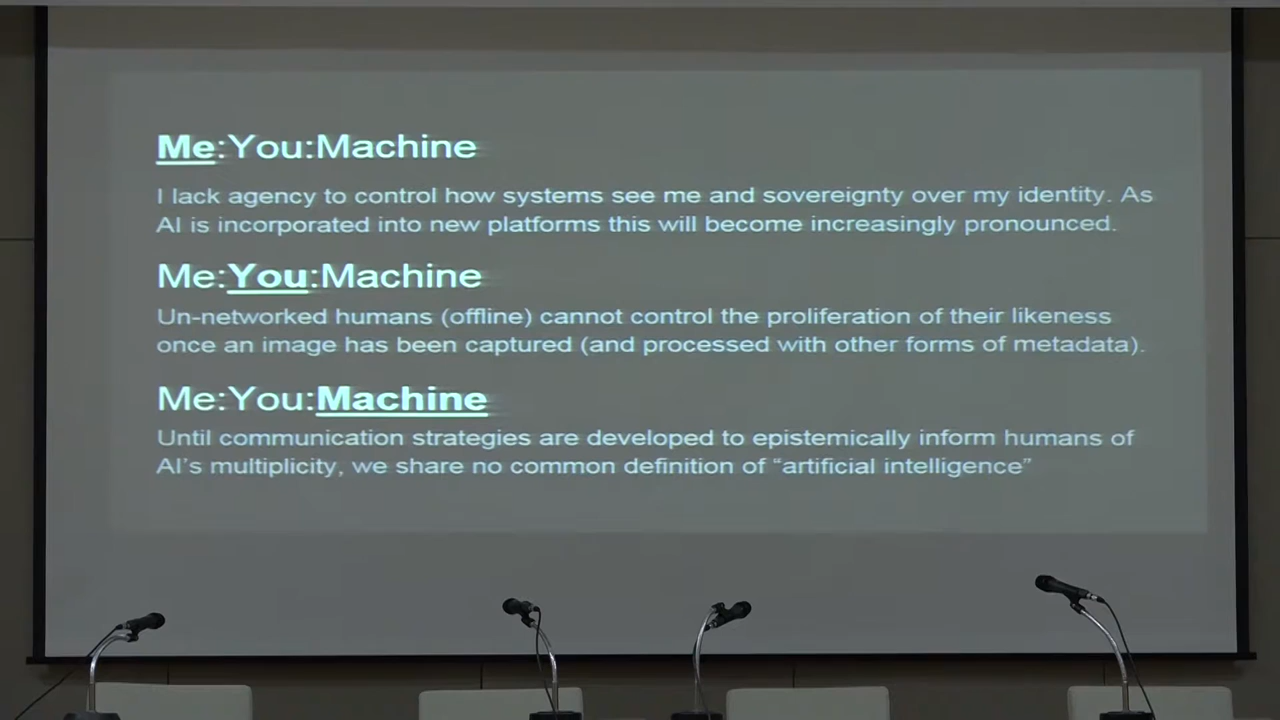 Me:You:Machine
I lack agency to control how systems see me and sovereignty over my identity. As
AI is incorporated into new platforms this will become increasingly pronounced.
Me:You:Machine
Un-networked humans (offline) cannot control the proliferation of their likeness
once an image has been captured (and processed with other forms of metadata).
Me:You:Machine
Until communication strategies are developed to epistemically inform humans of
AI's multiplicity, we share no common definition of “artificial intelligence”